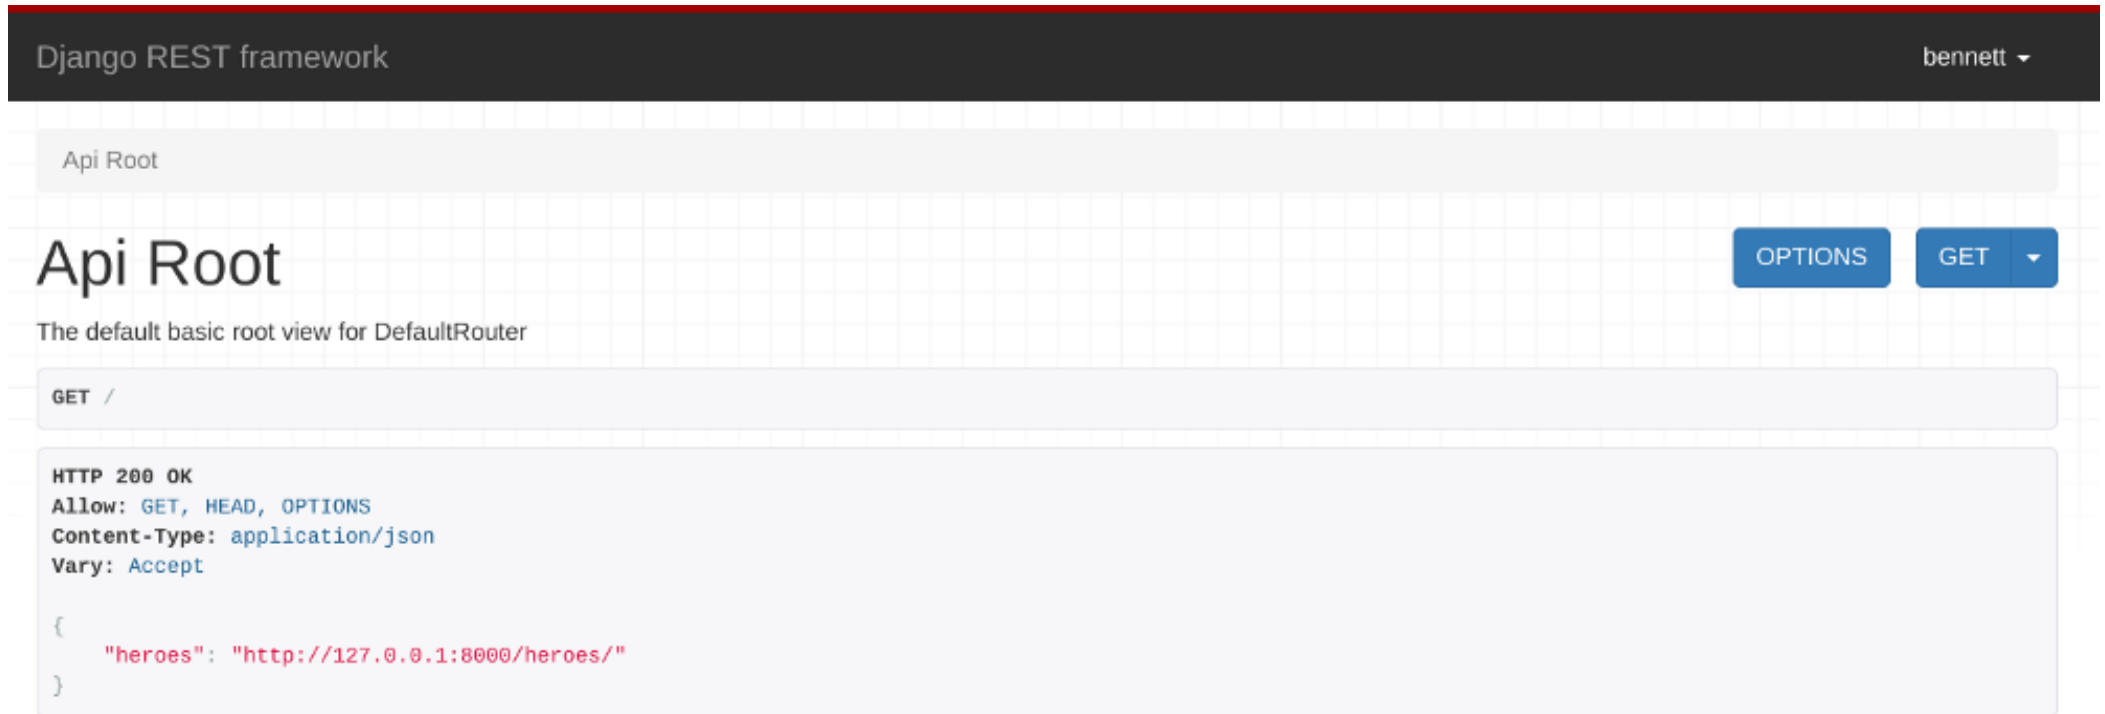 Django REST framework
bennett
Api Root
Api Root
OPTIONS
GET
The default basic root view for DefaultRouter
GET /
HTTP 200 OK
Allow: GET, HEAD, OPTIONS
Content-Type: application/json
Vary: Accept
{
    "heroes": "http://127.0.0.1:8000/heroes/"
}